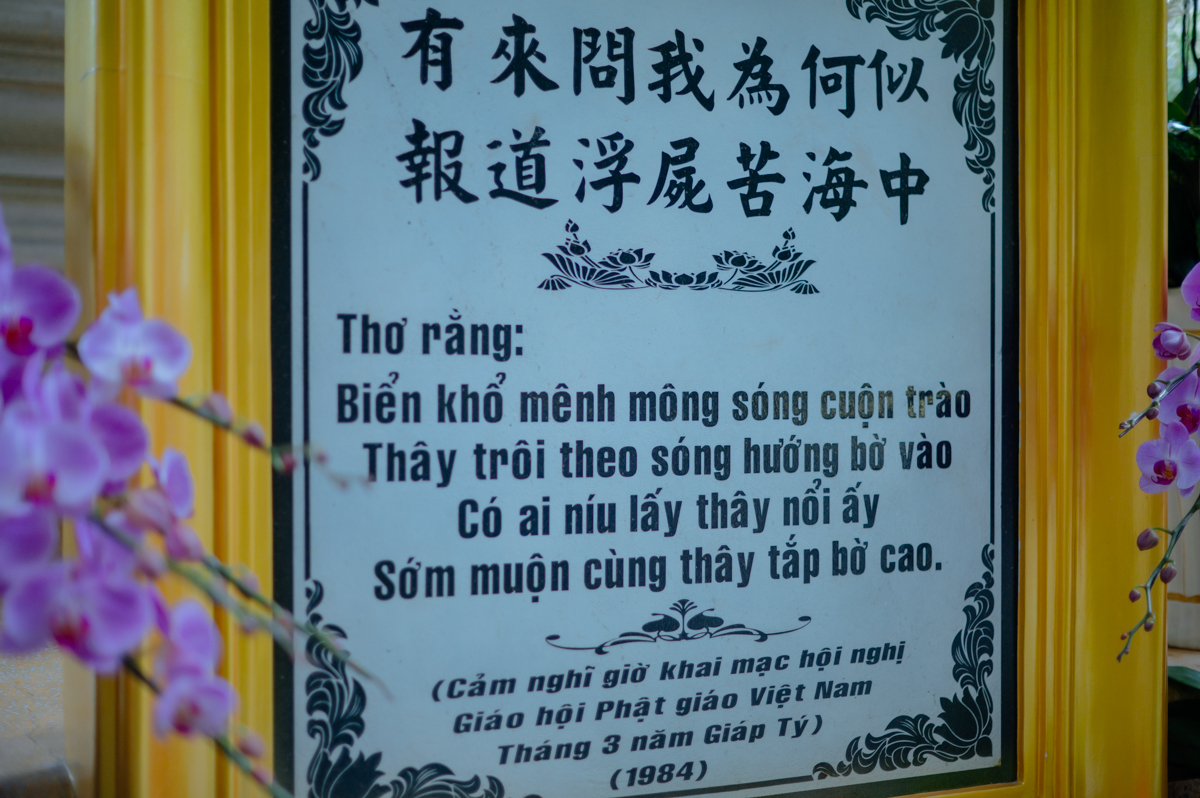 有來問我為何似
報道浮屍苦海中
Thơ rằng:
Biển khổ mênh mông sóng cuộn trào
Thây trôi theo sóng hướng bờ vào
Có ai níu lấy thây nổi ấy
Sớm muộn cùng thây tắp bờ cao.
(Cảm nghĩ giờ khai mạc hội nghị
Giáo hội Phật giáo Việt Nam
Tháng 3 năm Giáp Tý)
(1984)